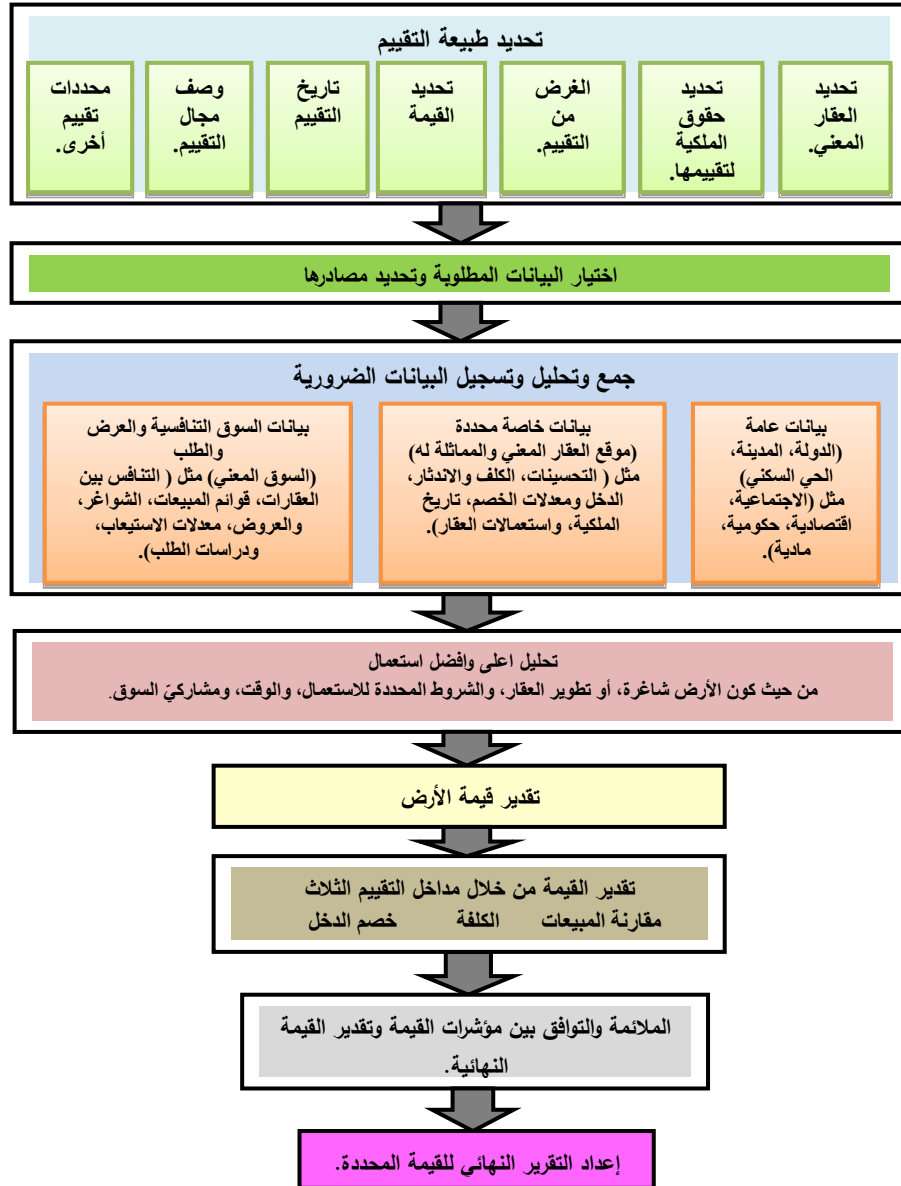 تحديد طبيعة التقييم
تحديد
العقار
المعني.
تحديد
حقوق
الملكية
لتقييمها.
الغرض
من
التقييم.
تحديد
القيمة
تاريخ
التقييم
وصف
مجال
التقييم.
محددات
تقييم
أخرى.
اختيار البيانات المطلوبة وتحديد مصادرها
جمع وتحليل وتسجيل البيانات الضرورية
بيانات عامة
(الدولة، المدينة،
الحي السكني)
مثل (الاجتماعية،
اقتصادية، حكومية،
مادية).
بيانات خاصة محددة
(موقع العقار المعني والمماثلة له)
مثل ( التحسينات، الكلف والاندثار،
الدخل ومعدلات الخصم، تاريخ
الملكية، واستعمالات العقار).
بيانات السوق التنافسية والعرض
والطلب
(السوق المعني) مثل ( التنافس بين
العقارات، قوائم المبيعات، الشواغر،
والعروض، معدلات الاستيعاب،
ودراسات الطلب).
تحليل اعلى وافضل استعمال
من حيث كون الأرض شاغرة، أو تطوير العقار، والشروط المحددة للاستعمال، والوقت، ومشاركيّ السوق.
تقدير قيمة الأرض
تقدير القيمة من خلال مداخل التقييم الثلاث
مقارنة المبيعات الكلفة خصم الدخل
الملائمة والتوافق بين مؤشرات القيمة وتقدير القيمة
النهائية.
إعداد التقرير النهائي للقيمة المحددة.